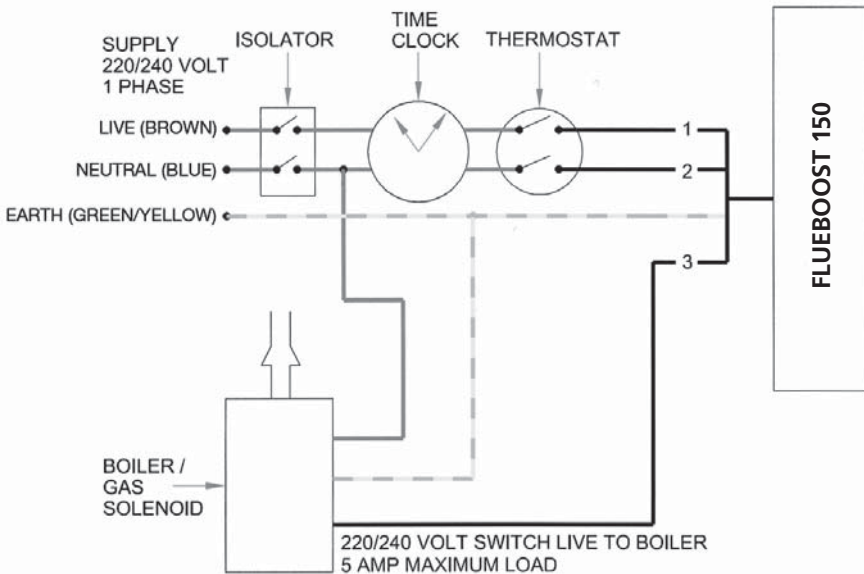 SUPPLY
220/240 VOLT
1 PHASE
ISOLATOR
TIME
CLOCK
THERMOSTAT
LIVE (BROWN)
NEUTRAL (BLUE)
EARTH (GREEN/YELLOW)
1
2
3
FLUEBOOST 150
BOILER /
GAS
SOLENOID
220/240 VOLT SWITCH LIVE TO BOILER
5 AMP MAXIMUM LOAD